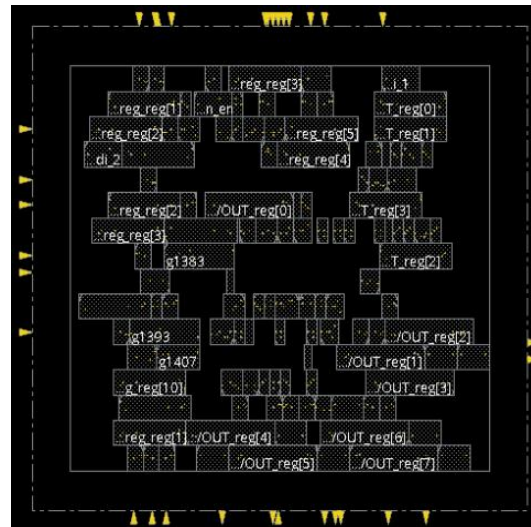 ..reg_reg[3] ..i_1
..reg_reg[1] ..n_en ..T_reg[0]
..reg_reg[2] ..reg_reg[5] ..T_reg[1]
..di_2 ..reg_reg[4]
..reg_reg[2] ../OUT_reg[0] ..T_reg[3]
..reg_reg[3]
g1383 ..T_reg[2]
g1393 ../OUT_reg[2]
g1407 ../OUT_reg[1]
..g_reg[10] ../OUT_reg[3]
..reg_reg[1] ../OUT_reg[4] ../OUT_reg[6]
../OUT_reg[5] ../OUT_reg[7]